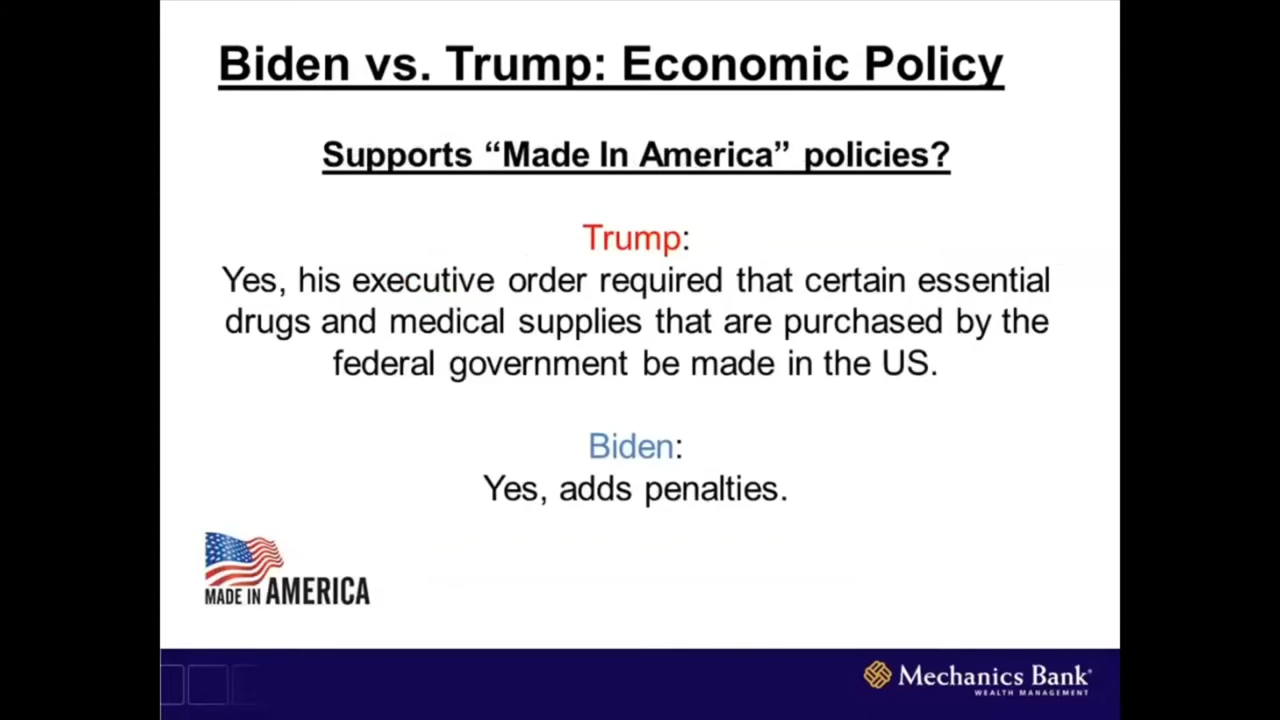 Biden vs. Trump: Economic Policy
Supports “Made In America” policies?
Trump:
Yes, his executive order required that certain essential
drugs and medical supplies that are purchased by the
federal government be made in the US.
Biden:
Yes, adds penalties.
MADE IN AMERICA
Mechanics Bank
WEALTH MANAGEMENT